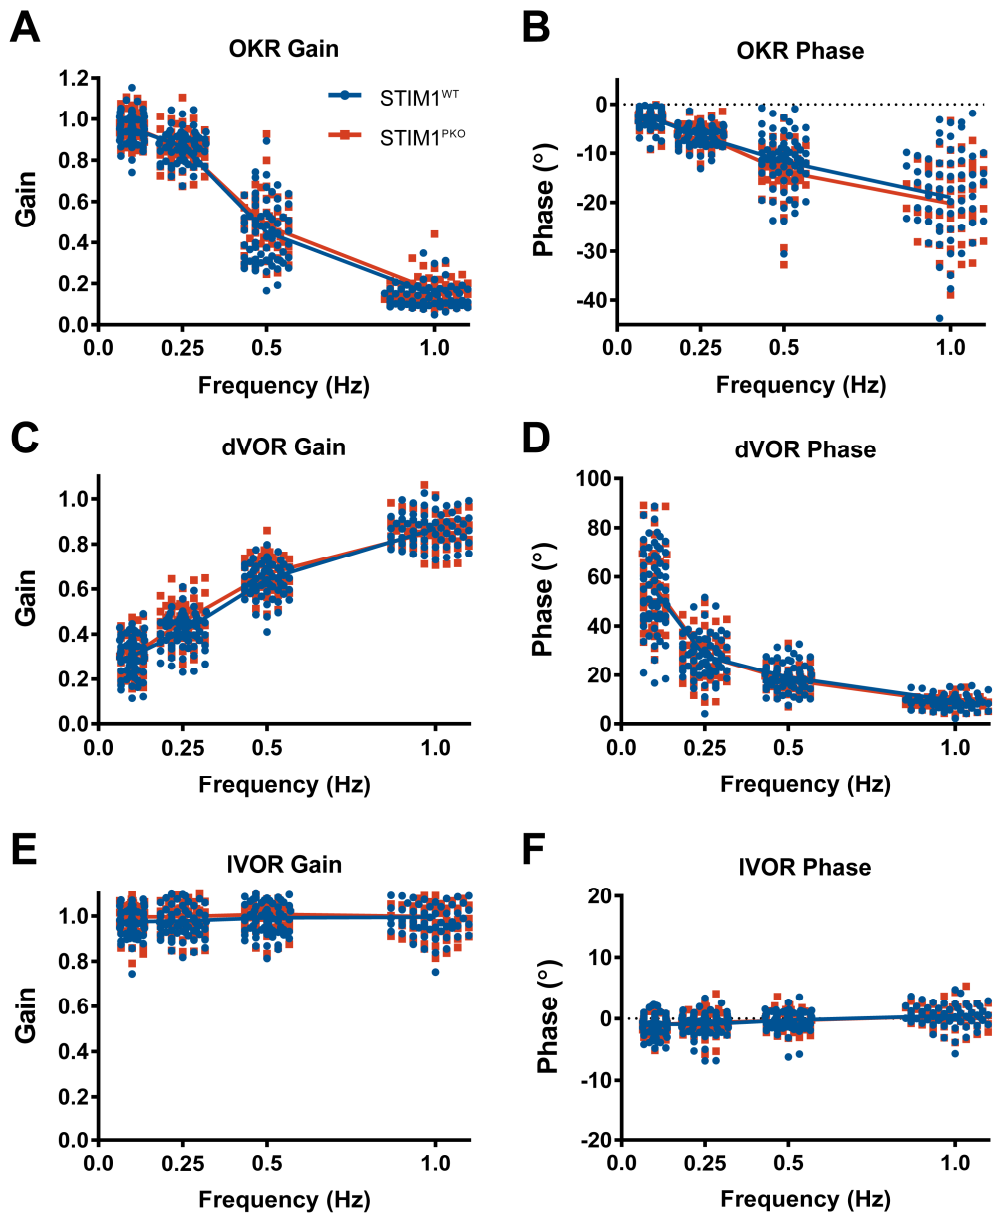 A
OKR Gain
1.2
1.0
0.8
0.6
0.4
0.2
0.0
Gain
STIM1WT
STIM1PKO
0.0 0.25 0.5 1.0
Frequency (Hz)
B
OKR Phase
0
-10
-20
-30
-40
Phase (°)
0.0 0.25 0.5 1.0
Frequency (Hz)
C
dVOR Gain
1.0
0.8
0.6
0.4
0.2
0.0
Gain
0.0 0.25 0.5 1.0
Frequency (Hz)
D
dVOR Phase
100
80
60
40
20
0
Phase (°)
0.0 0.25 0.5 1.0
Frequency (Hz)
E
lVOR Gain
1.0
0.8
0.6
0.4
0.2
0.0
Gain
0.0 0.25 0.5 1.0
Frequency (Hz)
F
lVOR Phase
20
10
0
-10
-20
Phase (°)
0.0 0.25 0.5 1.0
Frequency (Hz)